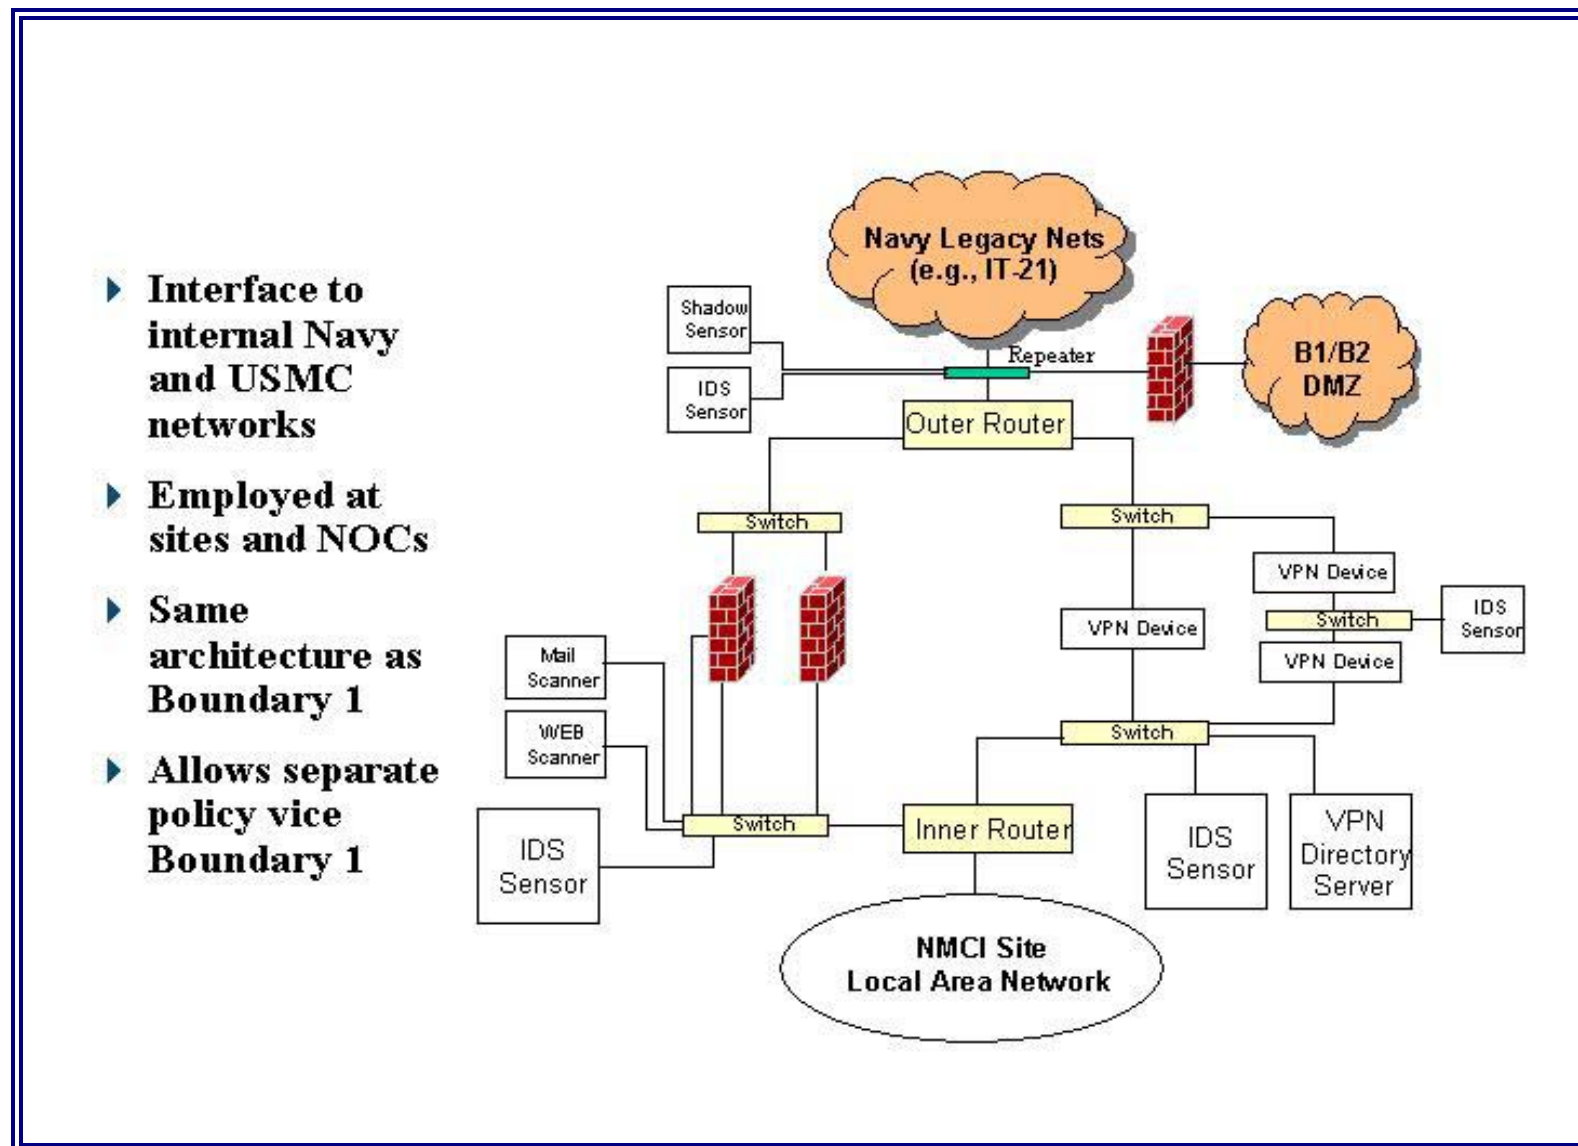 Interface to
internal Navy
and USMC
networks
Employed at
sites and NOCs
Same
architecture as
Boundary 1
Allows separate
policy vice
Boundary 1
Navy Legacy Nets
(e.g., IT-21)
Shadow
Sensor
IDS
Sensor
Repeater
B1/B2
DMZ
Outer Router
Switch
Switch
VPN Device
VPN Device
Switch
IDS
Sensor
VPN Device
Mail
Scanner
WEB
Scanner
Switch
IDS
Sensor
Switch
Inner Router
IDS
Sensor
VPN
Directory
Server
NMCI Site
Local Area Network